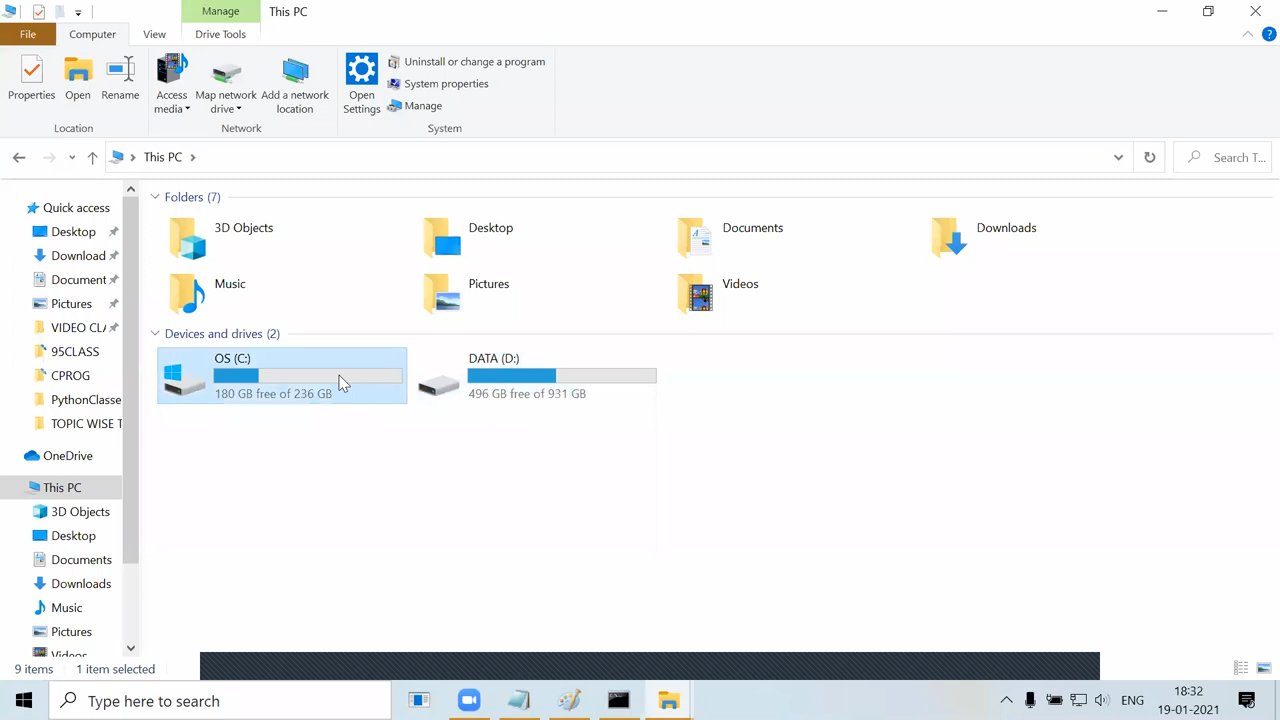 Manage
This PC
File
Computer
View
Drive Tools
Properties
Open
Rename
Access media
Map network drive
Add a network location
Open Settings
Uninstall or change a program
System properties
Manage
Location
Network
System
This PC
Search T...
Quick access
Desktop
Download
Document
Pictures
VIDEO CL
95CLASS
CPROG
PythonClasse
TOPIC WISE T
OneDrive
This PC
3D Objects
Desktop
Documents
Downloads
Music
Pictures
Videos
Folders (7)
3D Objects
Desktop
Documents
Downloads
Music
Pictures
Videos
Devices and drives (2)
OS (C:)
180 GB free of 236 GB
DATA (D:)
496 GB free of 931 GB
9 items
1 item selected
Type here to search
ENG
18:32
19-01-2021